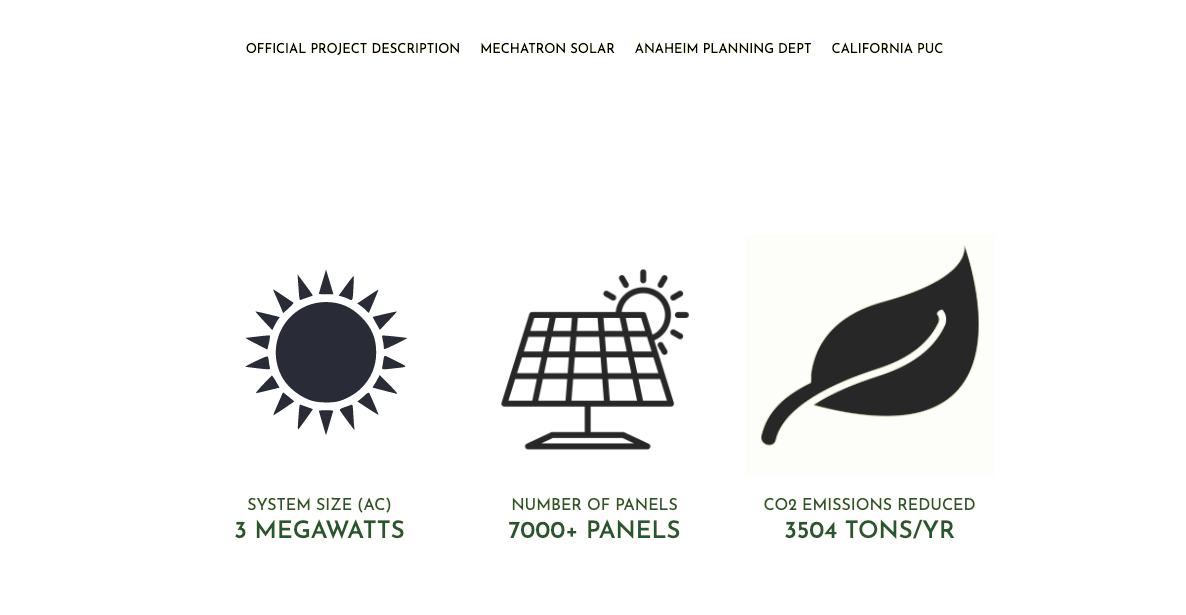 OFFICIAL PROJECT DESCRIPTION MECHATRON SOLAR ANAHEIM PLANNING DEPT CALIFORNIA PUC
SYSTEM SIZE (AC)
3 MEGAWATTS
NUMBER OF PANELS
7000+ PANELS
CO2 EMISSIONS REDUCED
3504 TONS/YR